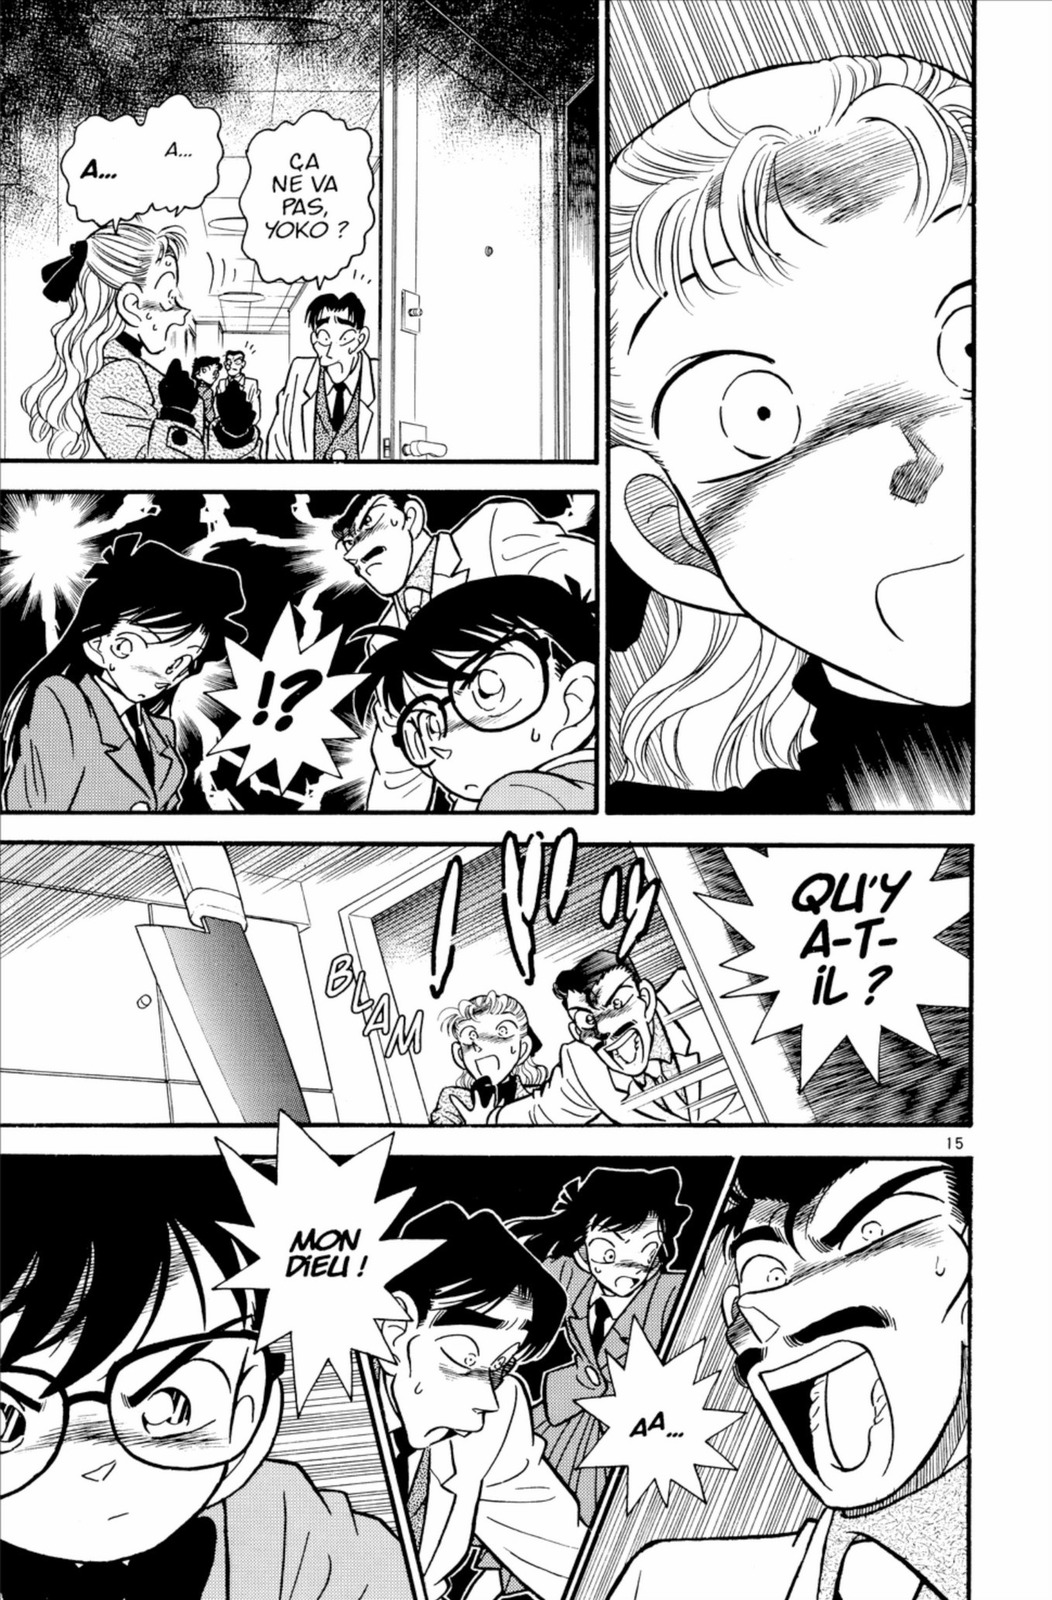 ÇA
NE VA
PAS,
YOKO ?
A...
A...
!?
QU'Y
A-T-
IL ?
BLAM
15
AA...
MON
DIEU !